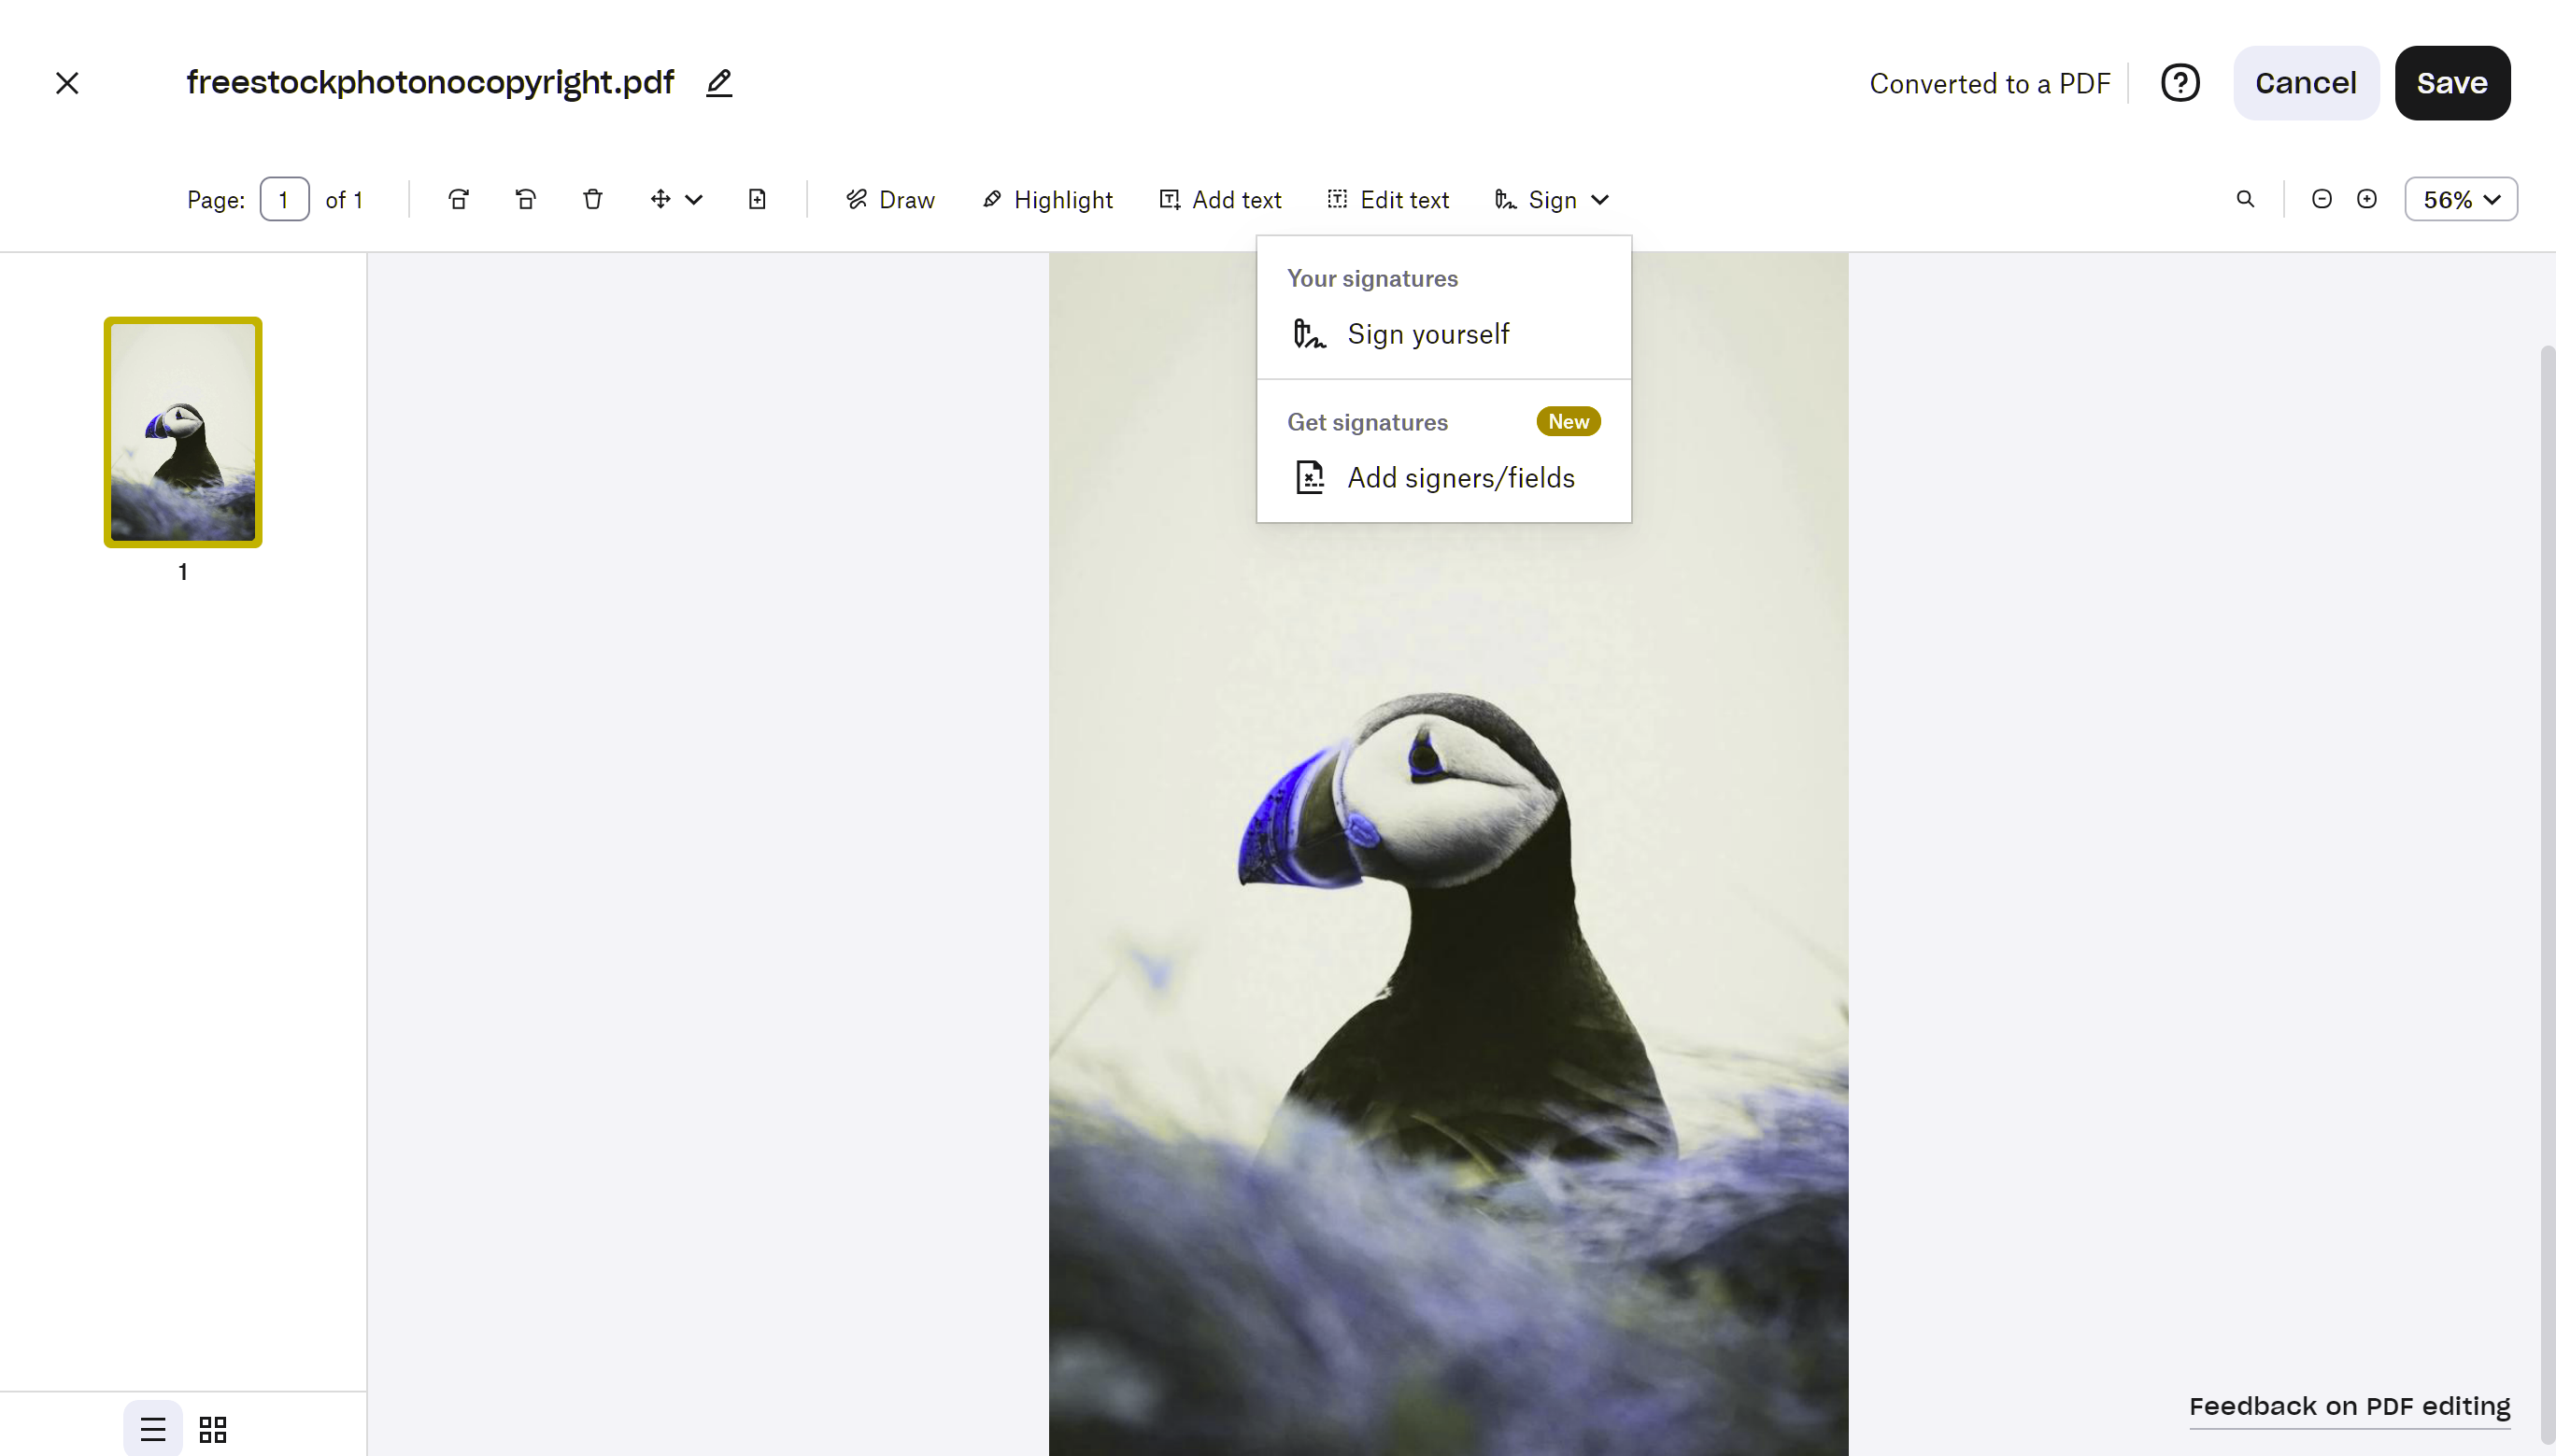 freestockphotonocopyright.pdf
Converted to a PDF
Cancel
Save
Page: 1 of 1
Draw
Highlight
Add text
Edit text
Sign
56%
Your signatures
Sign yourself
Get signatures New
Add signers/fields
1
Feedback on PDF editing